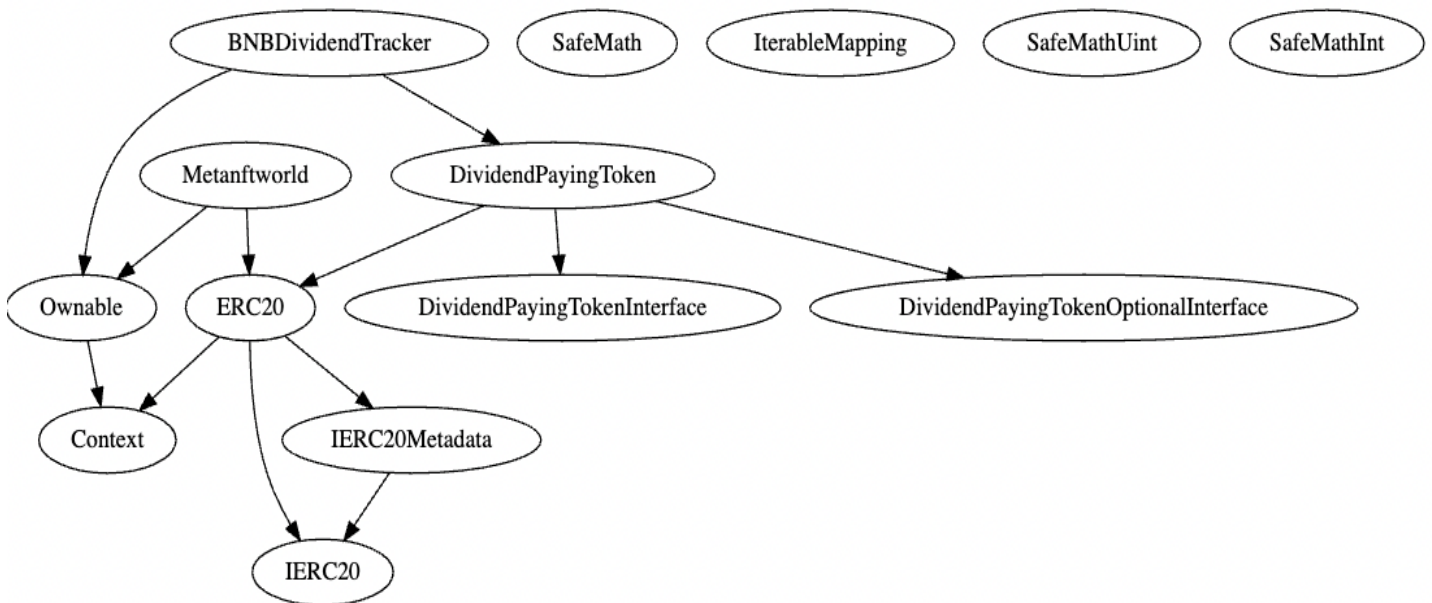 BNBDividendTracker
SafeMath
IterableMapping
SafeMathUint
SafeMathInt
Metanftworld
DividendPayingToken
Ownable
ERC20
DividendPayingTokenInterface
DividendPayingTokenOptionalInterface
Context
IERC20Metadata
IERC20